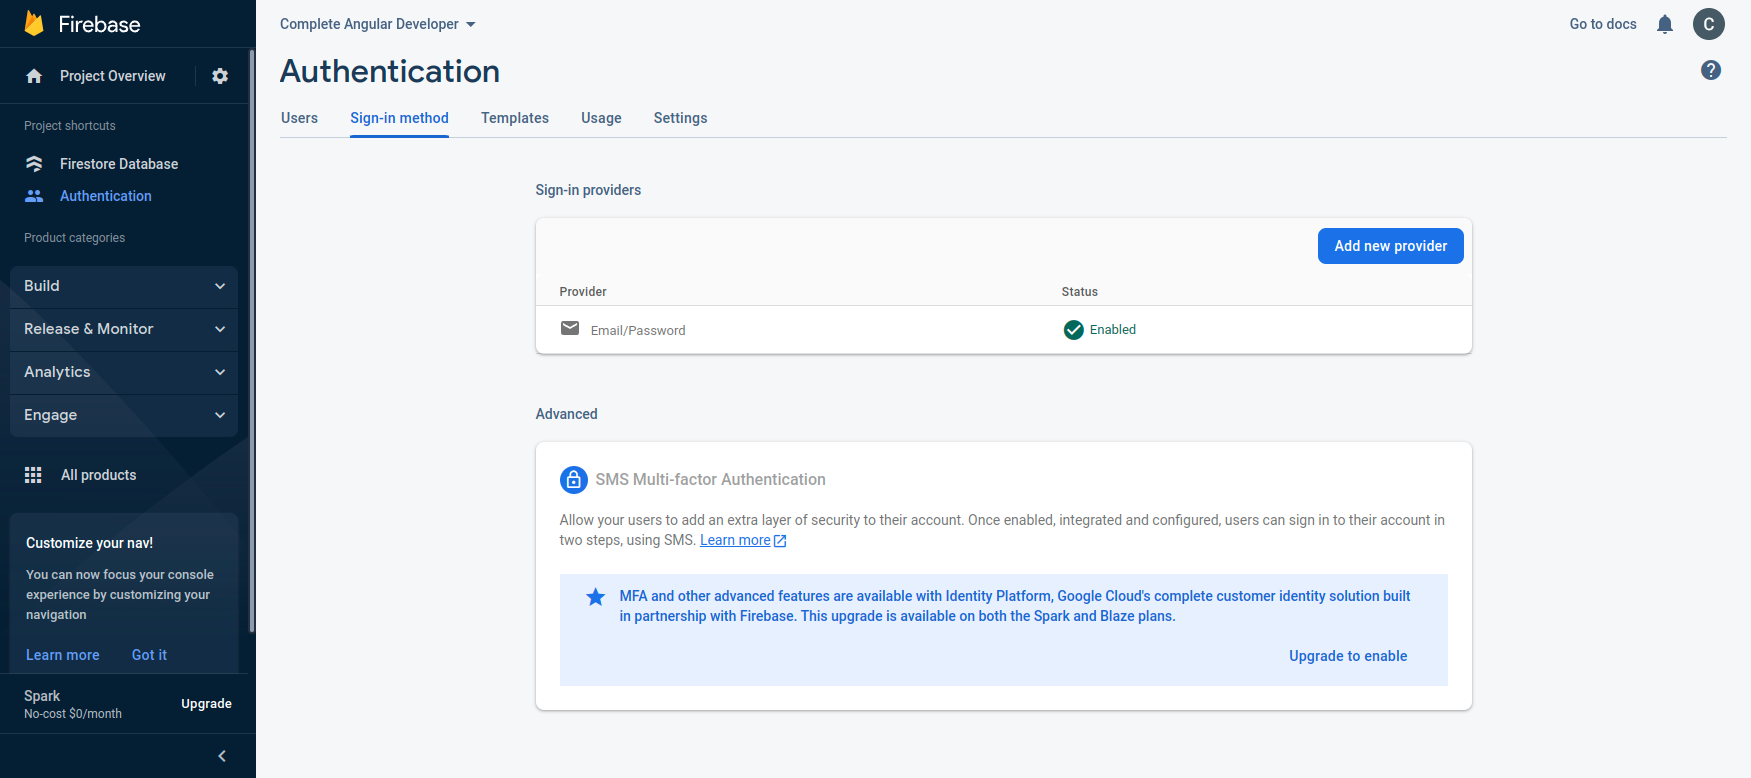 Firebase
Project Overview
Project shortcuts
Firestore Database
Authentication
Product categories
Build
Release & Monitor
Analytics
Engage
All products
Customize your nav!
You can now focus your console
experience by customizing your
navigation
Learn more Got it
Spark
No-cost $0/month
Upgrade
Complete Angular Developer
Go to docs
C
Authentication
?
Users Sign-in method Templates Usage Settings
Sign-in providers
Add new provider
Provider Status
Email/Password Enabled
Advanced
SMS Multi-factor Authentication
Allow your users to add an extra layer of security to their account. Once enabled, integrated and configured, users can sign in to their account in
two steps, using SMS. Learn more
MFA and other advanced features are available with Identity Platform, Google Cloud's complete customer identity solution built
in partnership with Firebase. This upgrade is available on both the Spark and Blaze plans.
Upgrade to enable